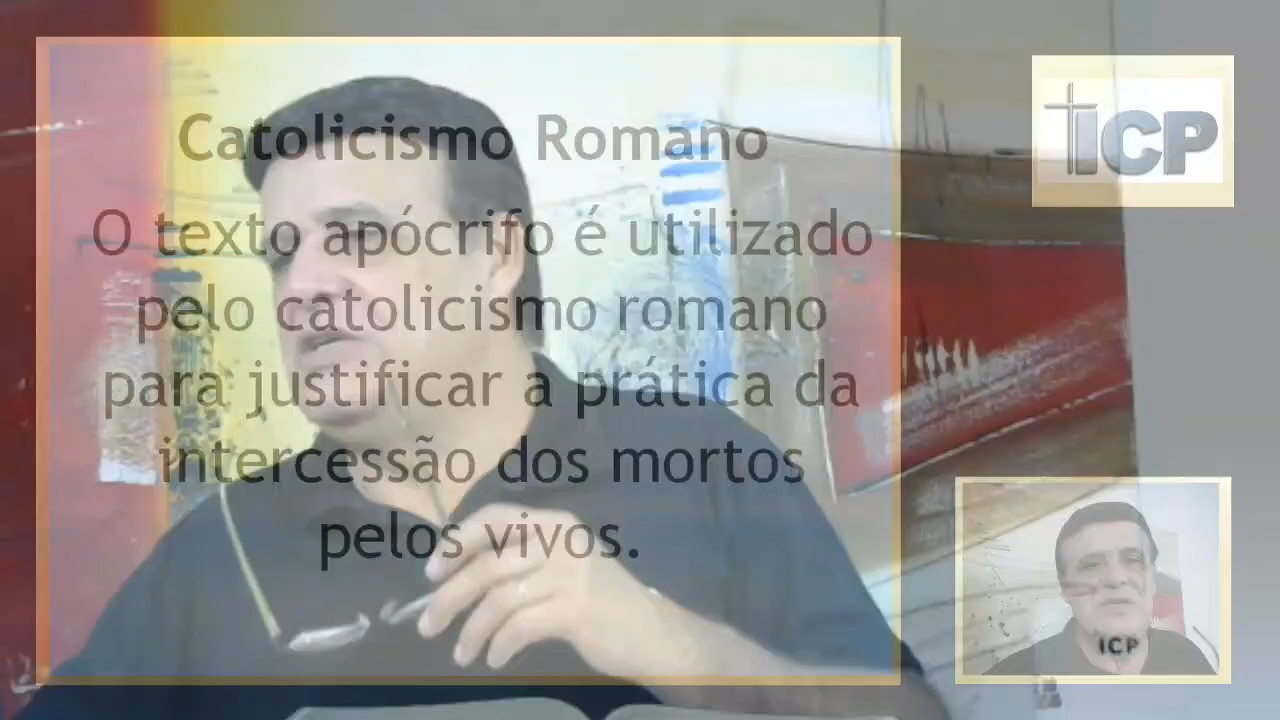 Catolicismo Romano
O texto apócrifo é utilizado
pelo catolicismo romano
para justificar a prática da
intercessão dos mortos
pelos vivos.
ICP
ICP